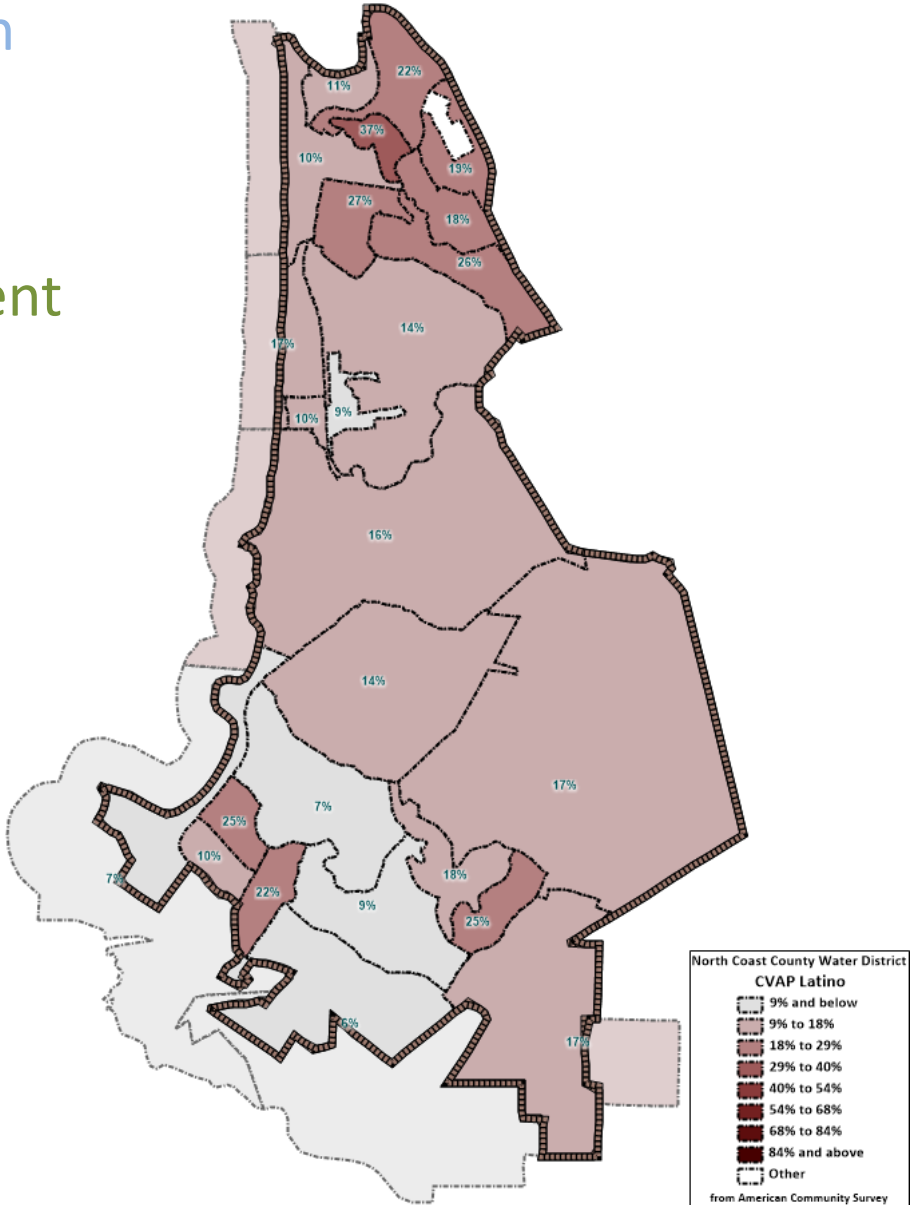 n
ent
22%
11%
37%
10%
19%
27%
18%
26%
14%
17%
9%
10%
16%
14%
17%
7%
25%
10%
18%
7%
22%
9%
25%
6%
17%
North Coast County Water District
CVAP Latino
9% and below
9% to 18%
18% to 29%
29% to 40%
40% to 54%
54% to 68%
68% to 84%
84% and above
Other
from American Community Survey